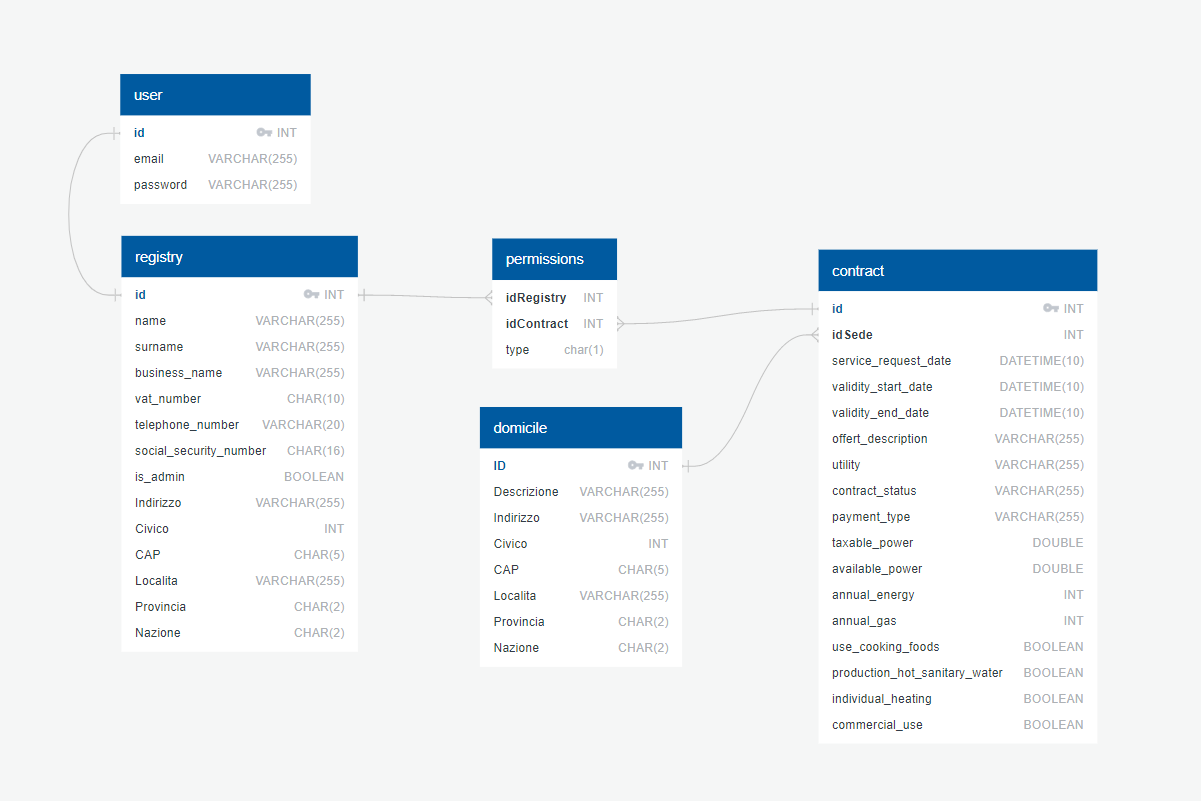 user
id INT
email VARCHAR(255)
password VARCHAR(255)
registry
id INT
name VARCHAR(255)
surname VARCHAR(255)
business_name VARCHAR(255)
vat_number CHAR(10)
telephone_number VARCHAR(20)
social_security_number CHAR(16)
is_admin BOOLEAN
Indirizzo VARCHAR(255)
Civico INT
CAP CHAR(5)
Localita VARCHAR(255)
Provincia CHAR(2)
Nazione CHAR(2)
permissions
idRegistry INT
idContract INT
type char(1)
domicile
ID INT
Descrizione VARCHAR(255)
Indirizzo VARCHAR(255)
Civico INT
CAP CHAR(5)
Localita VARCHAR(255)
Provincia CHAR(2)
Nazione CHAR(2)
contract
id INT
idSede INT
service_request_date DATETIME(10)
validity_start_date DATETIME(10)
validity_end_date DATETIME(10)
offert_description VARCHAR(255)
utility VARCHAR(255)
contract_status VARCHAR(255)
payment_type VARCHAR(255)
taxable_power DOUBLE
available_power DOUBLE
annual_energy INT
annual_gas INT
use_cooking_foods BOOLEAN
production_hot_sanitary_water BOOLEAN
individual_heating BOOLEAN
commercial_use BOOLEAN